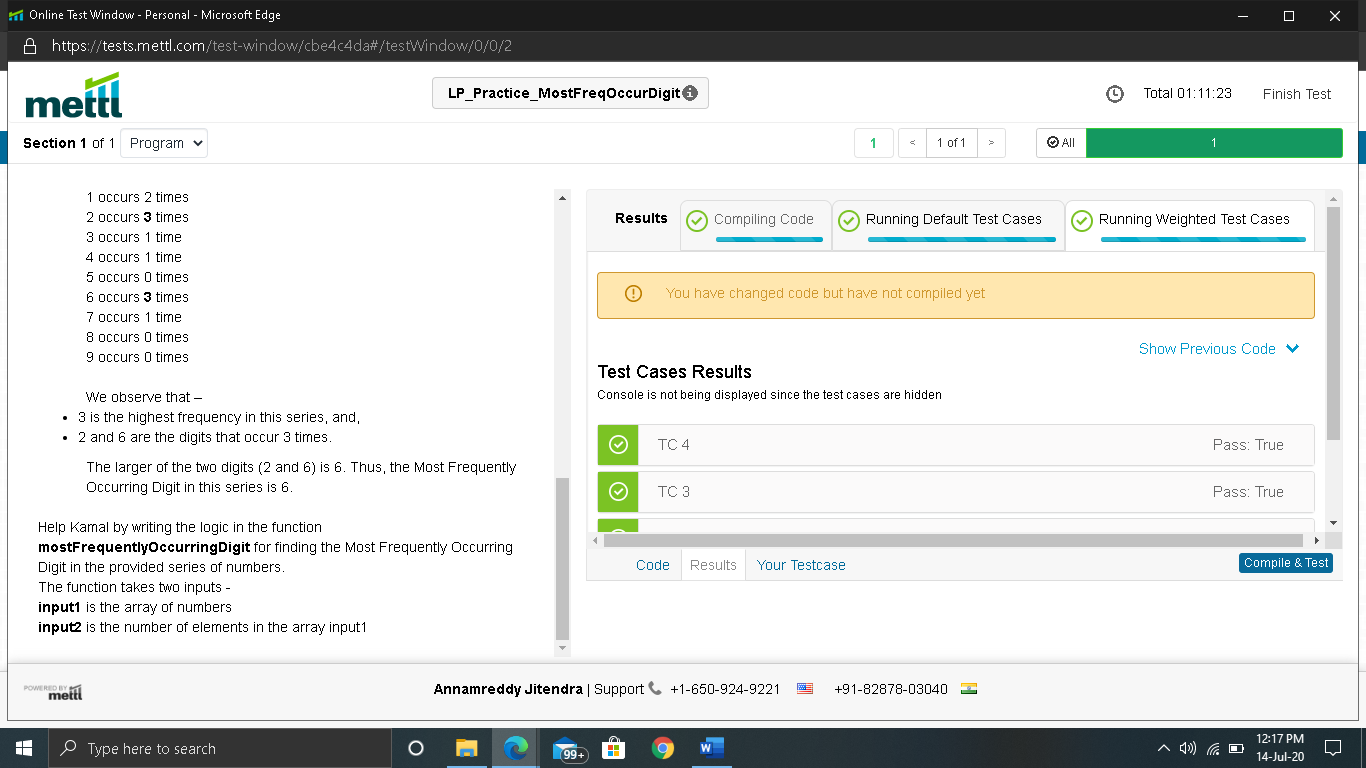 Online Test Window - Personal - Microsoft Edge
https://tests.mettl.com/test-window/cbe4c4da#/testWindow/0/0/2
mettl
LP_Practice_MostFreqOccurDigit
Total 01:11:23
Finish Test
Section 1 of 1
Program
1
<
1 of 1
>
All
1
1 occurs 2 times
2 occurs 3 times
3 occurs 1 time
4 occurs 1 time
5 occurs 0 times
6 occurs 3 times
7 occurs 1 time
8 occurs 0 times
9 occurs 0 times
We observe that –
• 3 is the highest frequency in this series, and,
• 2 and 6 are the digits that occur 3 times.
The larger of the two digits (2 and 6) is 6. Thus, the Most Frequently
Occurring Digit in this series is 6.
Help Kamal by writing the logic in the function
mostFrequentlyOccurringDigit for finding the Most Frequently Occurring
Digit in the provided series of numbers.
The function takes two inputs -
input1 is the array of numbers
input2 is the number of elements in the array input1
Results
Compiling Code
Running Default Test Cases
Running Weighted Test Cases
You have changed code but have not compiled yet
Show Previous Code
Test Cases Results
Console is not being displayed since the test cases are hidden
TC 4
Pass: True
TC 3
Pass: True
Code
Results
Your Testcase
Compile & Test
POWERED BY
mettl
Annamreddy Jitendra | Support +1-650-924-9221 +91-82878-03040
Type here to search
99+
12:17 PM
14-Jul-20